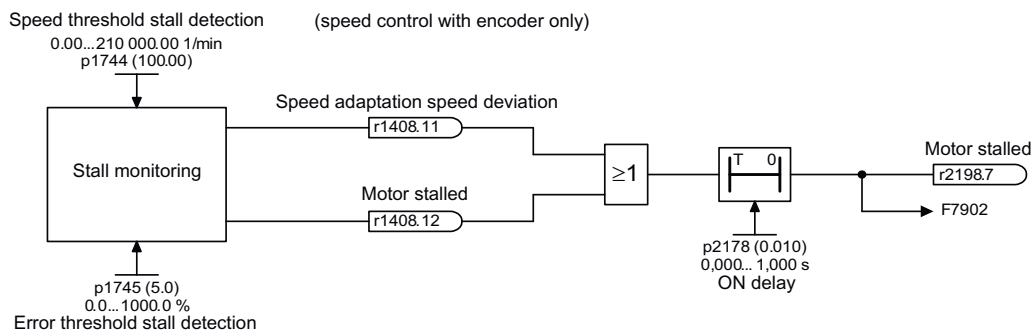 Speed threshold stall detection
(speed control with encoder only)
0.00...210 000.00 1/min
p1744 (100.00)
Stall monitoring
Speed adaptation speed deviation
r1408.11
Motor stalled
r1408.12
≥1
T 0
Motor stalled
r2198.7
F7902
p2178 (0.010)
0,000... 1,000 s
ON delay
p1745 (5.0)
0.0...1000.0 %
Error threshold stall detection